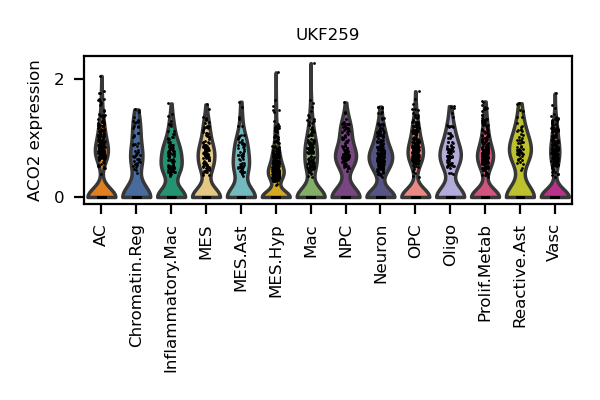 UKF259
ACO2 expression
2
0
AC
Chromatin.Reg
Inflammatory.Mac
MES
MES.Ast
MES.Hyp
Mac
NPC
Neuron
OPC
Oligo
Prolif.Metab
Reactive.Ast
Vasc